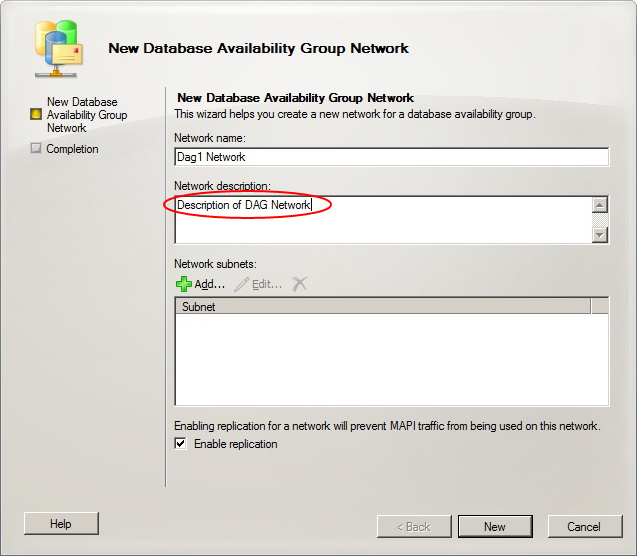 New Database Availability Group Network
New Database
Availability Group
Network
Completion
New Database Availability Group Network
This wizard helps you create a new network for a database availability group.
Network name:
Dag1 Network
Network description:
Description of DAG Network
Network subnets:
Add... Edit...
Subnet
Enabling replication for a network will prevent MAPI traffic from being used on this network.
Enable replication
Help < Back New Cancel